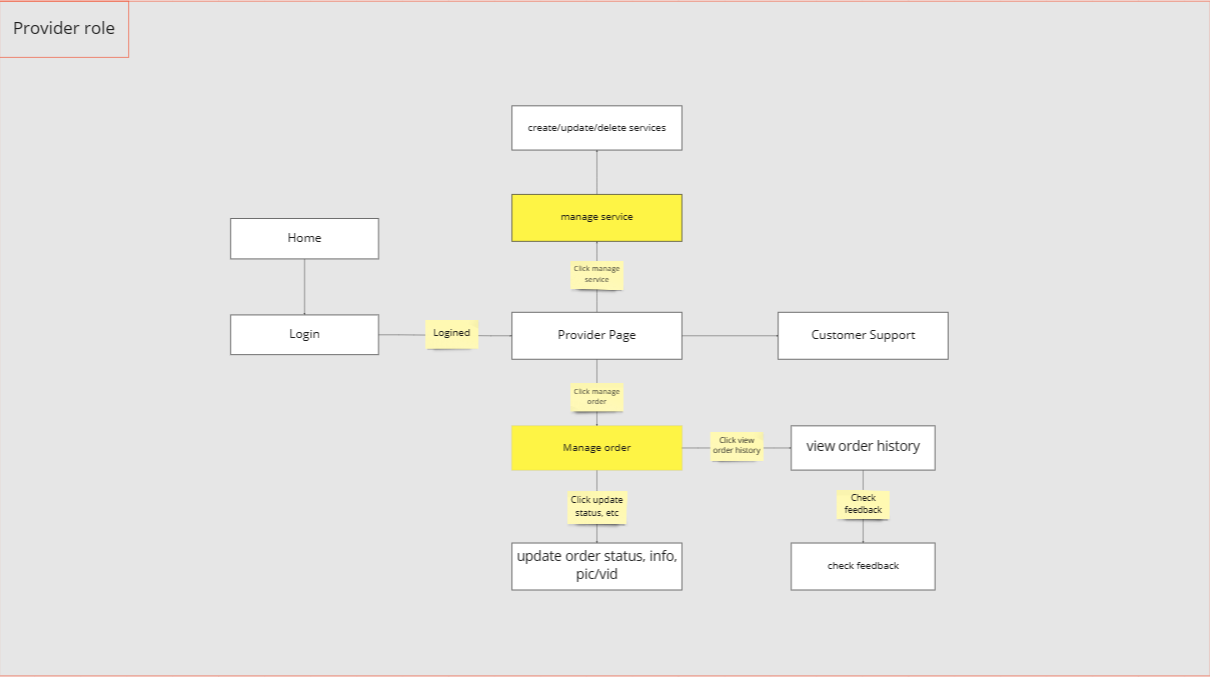 Provider role
create/update/delete services
manage service
Home
Click manage
service
Login
Logined
Provider Page
Customer Support
Click manage
order
Manage order
Click view
order history
view order history
Click update
status, etc
Check
feedback
update order status, info,
pic/vid
check feedback